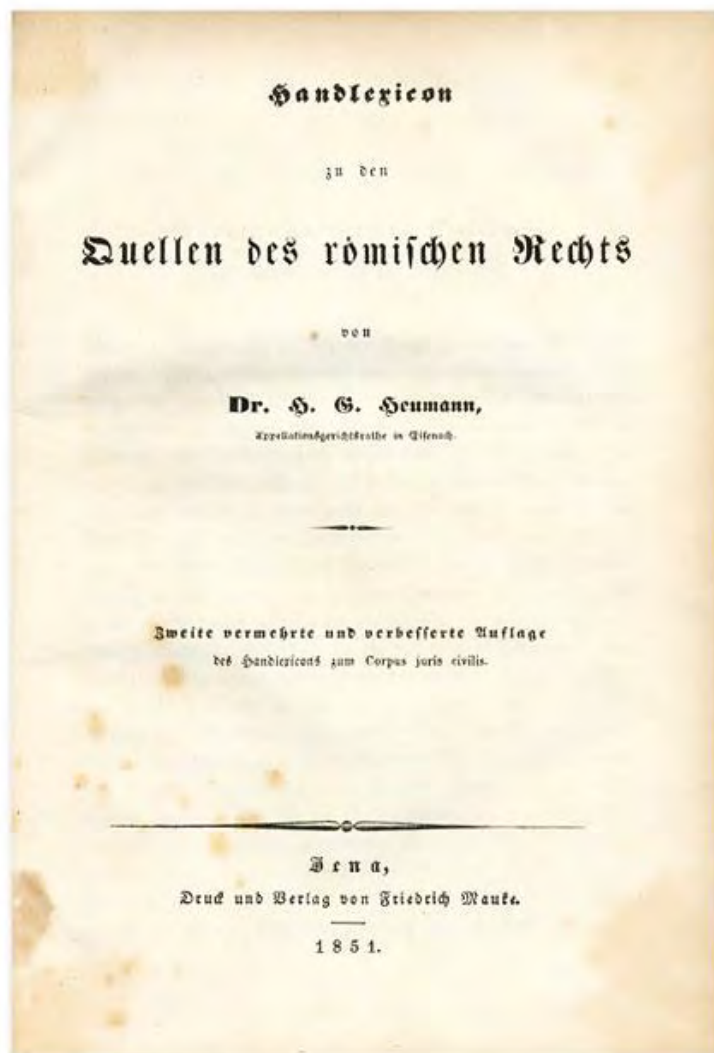 Handlexicon
zu den
Quellen des römischen Rechts
von
Dr. H. G. Heumann,
Appellationsgerichtsrathe in Eisenach.
Zweite vermehrte und verbesserte Auflage
des Handlexicons zum Corpus juris civilis.
Jena,
Druck und Verlag von Friedrich Mauke.
1851.